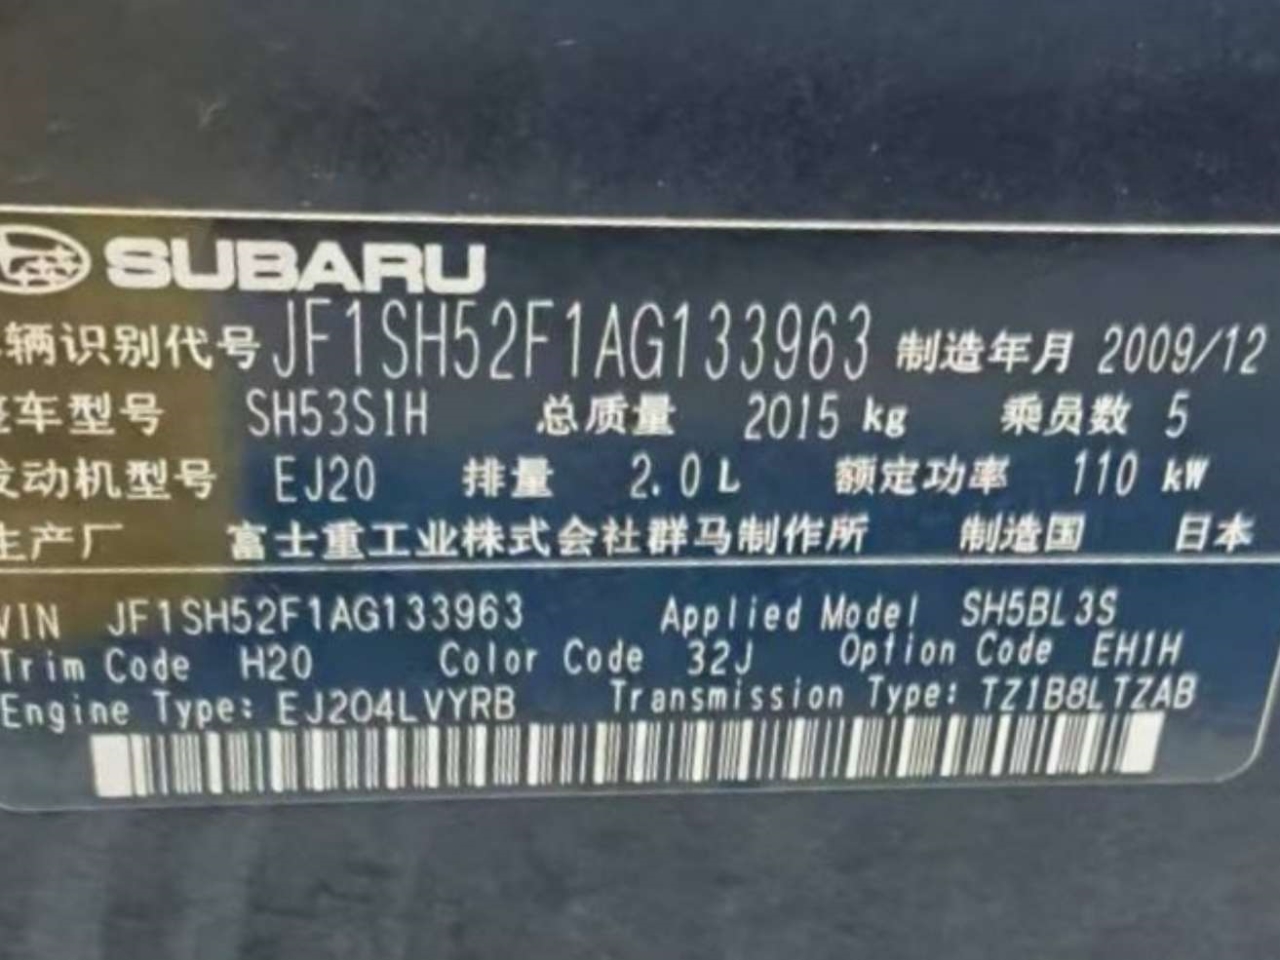 SUBARU
车辆识别代号 JF1SH52F1AG133963 制造年月 2009/12
整车型号 SH53S1H 总质量 2015 kg 乘员数 5
发动机型号 EJ20 排量 2.0 L 额定功率 110 kW
生产厂 富士重工业株式会社群马制作所 制造国 日本
VIN JF1SH52F1AG133963 Applied Model SH5BL3S
Trim Code H20 Color Code 32J Option Code EH1H
Engine Type: EJ204LVYRB Transmission Type: TZ1B8LTZAB